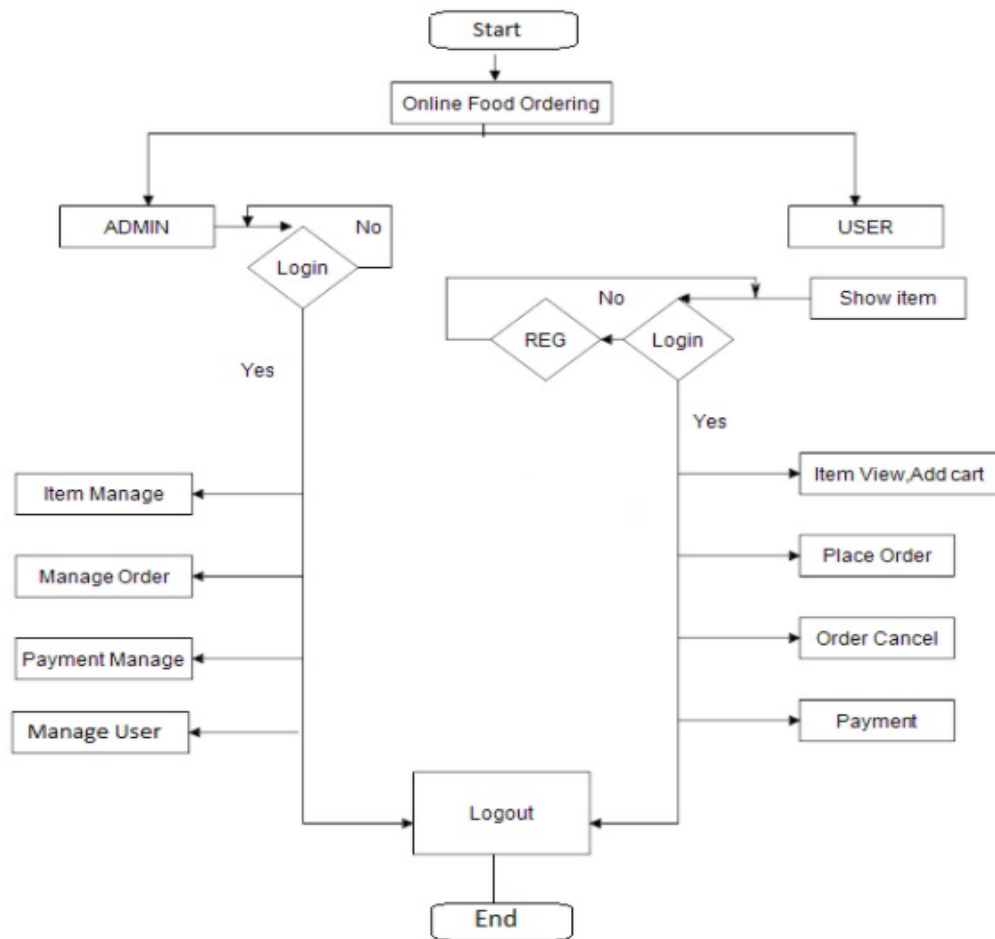 Start
Online Food Ordering
ADMIN
No
USER
Login
No
Show item
REG
Login
Yes
Yes
Item View,Add cart
Item Manage
Place Order
Manage Order
Order Cancel
Payment Manage
Payment
Manage User
Logout
End